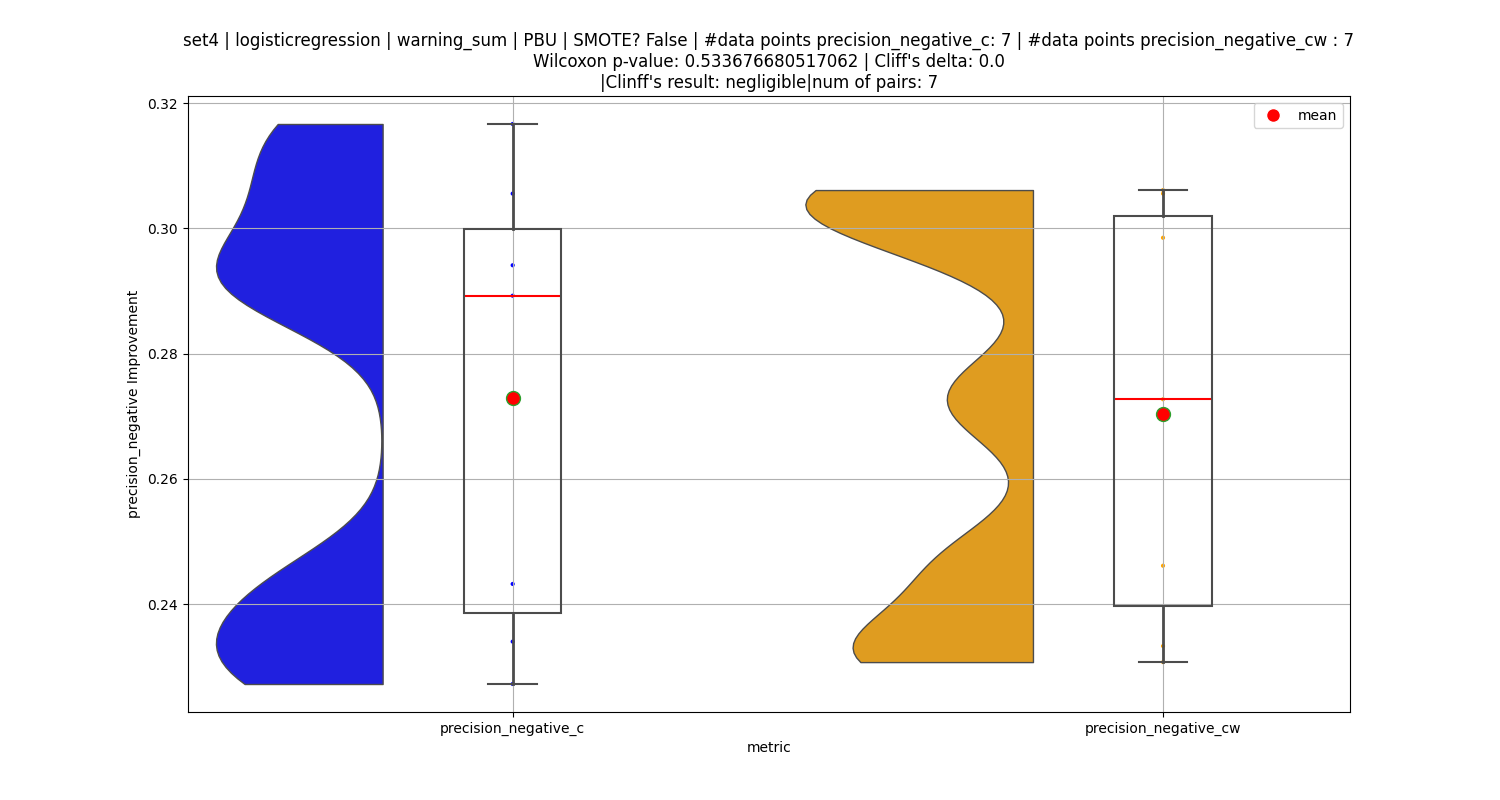 set4 | logisticregression | warning_sum | PBU | SMOTE? False | #data points precision_negative_c: 7 | #data points precision_negative_cw : 7
Wilcoxon p-value: 0.533676680517062 | Cliff's delta: 0.0
|Clinff's result: negligible|num of pairs: 7
mean
0.32
0.30
0.28
0.26
0.24
precision_negative Improvement
precision_negative_c
precision_negative_cw
metric